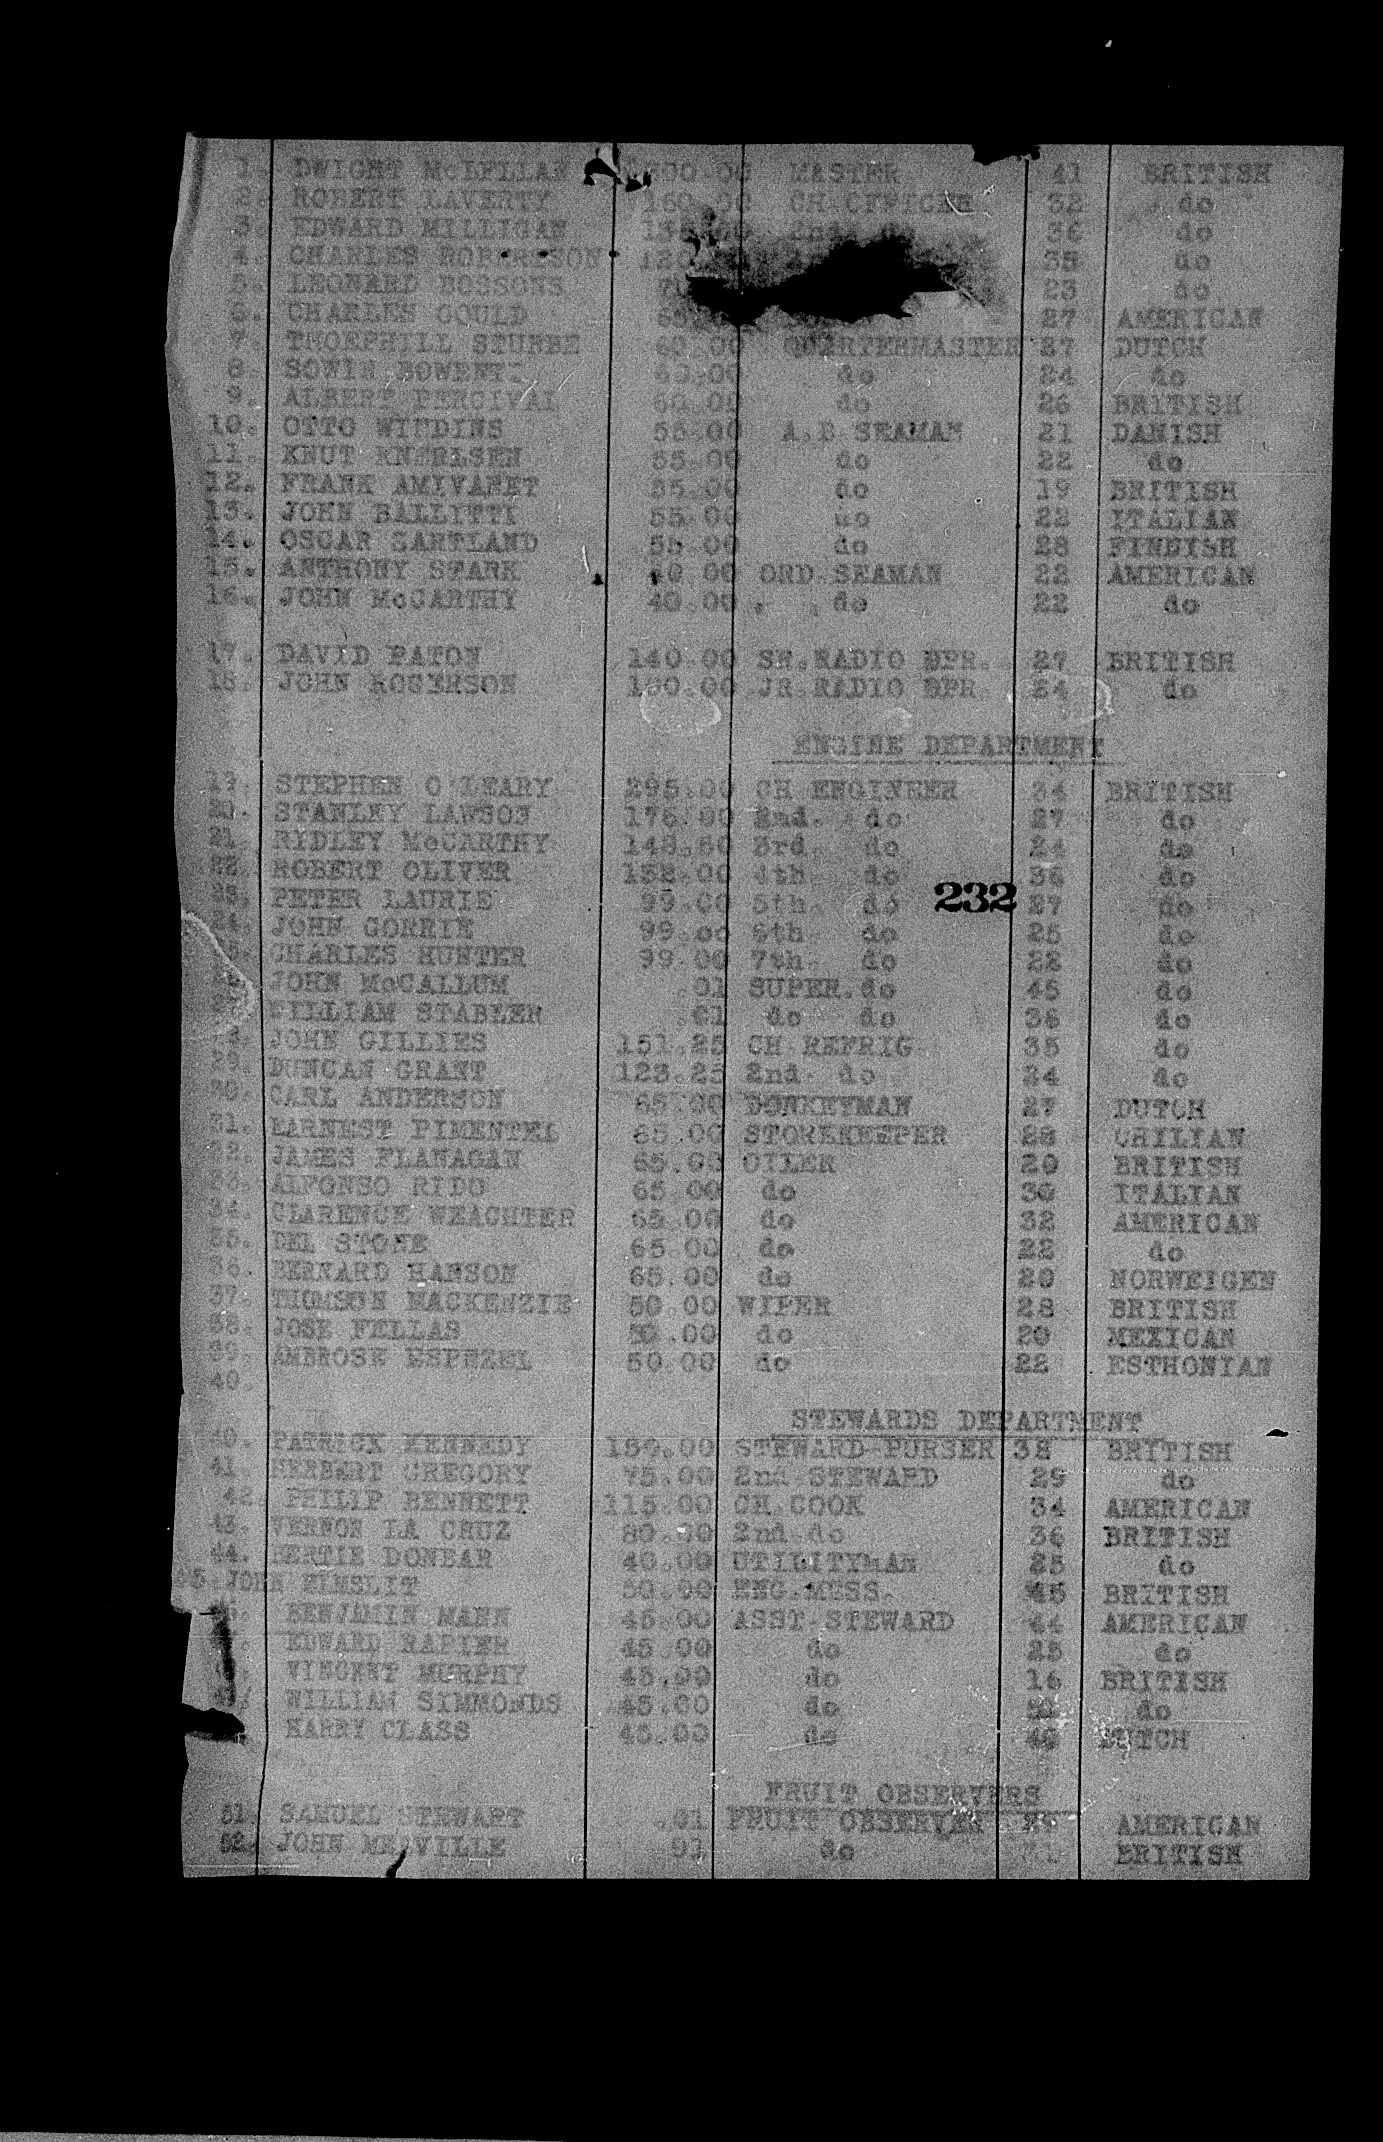 1. DWIGHT McLELLAN 00.00 MASTER 41 BRITISH
2. ROBERT LAVERTY 160.00 CH.OFFICER 32 do
3. EDWARD MILLIGAN 2nd 36 do
4. CHARLES 35 do
5. LEONARD BOSSONS 23 do
6. CHARLES GOULD 27 AMERICAN
7. THOEPHILL STUBBE 60.00 QUARTERMASTER 27 DUTCH
8. SOWIN 60.00 do 24 do
9. ALBERT PERCIVAL 60.00 do 26 BRITISH
10. OTTO 55.00 A.B.SEAMAN 21 DANISH
11. KNUT 55.00 do 22 do
12. FRANK 55.00 do 19 BRITISH
13. JOHN BALLITTI 55.00 do 22 ITALIAN
14. OSCAR SARTLAND 55.00 do 28 FINNISH
15. ANTHONY STARK 40.00 ORD.SEAMAN 22 AMERICAN
16. JOHN McCARTHY 40.00 do 22 do
17. DAVID PATON 140.00 SR.RADIO OPR. 27 BRITISH
18. JOHN ROGERSON 100.00 JR.RADIO OPR 24 do
ENGINE DEPARTMENT
19. STEPHEN O'LEARY 295.00 CH ENGINEER 34 BRITISH
20. STANLEY LAWSON 176.00 2nd. do 27 do
21. RIDLEY McCARTHY 3rd. do 24 do
22. ROBERT OLIVER 132.00 4th do 36 do
232
23. PETER LAURIE 99.00 5th. do 27 do
24. JOHN GORRIE 99.oo 6th. do 25 do
25. CHARLES HUNTER 99.00 7th. do 22 do
JOHN McCALLUM .01 SUPER.do 45 do
WILLIAM STABLER .01 do do 36 do
JOHN GILLIES 151.25 CH.REFRIG. 35 do
29. DUNCAN GRANT 123.25 2nd. do 24 do
30. CARL ANDERSON 65.00 DONKEYMAN 27 DUTCH
31. EARNEST PIMENTEL 65.00 STOREKEEPER 28 CHILIAN
32. JAMES FLANAGAN 65.00 OILER 20 BRITISH
33. ALFONSO RIDO 65.00 do 30 ITALIAN
34. CLARENCE WEACHTER 65.00 do 32 AMERICAN
35. DEL STONE 65.00 do 22 do
36. BERNARD HANSON 65.00 do 20 NORWEIGEN
37. THOMSON MACKENZIE 50.00 WIPER 28 BRITISH
38. JOSE FELLAS 50.00 do 20 MEXICAN
39. AMBROSE 50.00 do 22 ESTHONIAN
40.
STEWARDS DEPARTMENT
40. PATRICK KENNEDY 150.00 STEWARD-PURSER 38 BRITISH
41. HERBERT GREGORY 75.00 2nd STEWARD 29 do
42. PHILIP BENNETT 115.00 CH.COOK 34 AMERICAN
43. VERNON LA CRUZ 80.00 2nd.do 36 BRITISH
44. BERTIE DONEAR 40.00 UTILITYMAN 25 do
5.JOHN ELMSLIT 50.00 ENG.MESS. 45 BRITISH
BENJAMIN MANN 45.00 ASST.STEWARD 44 AMERICAN
EDWARD RAPIER 45.00 do 25 do
VINCENT MURPHY 45.00 do 16 BRITISH
WILLIAM SIMMONDS 45.00 do do
HARRY CLASS 45.00 do 40 DUTCH
FRUIT OBSERVERS
51. SAMUEL STEWART .01 FRUIT OBSERVER AMERICAN
52. JOHN MELVILLE 01 do BRITISH